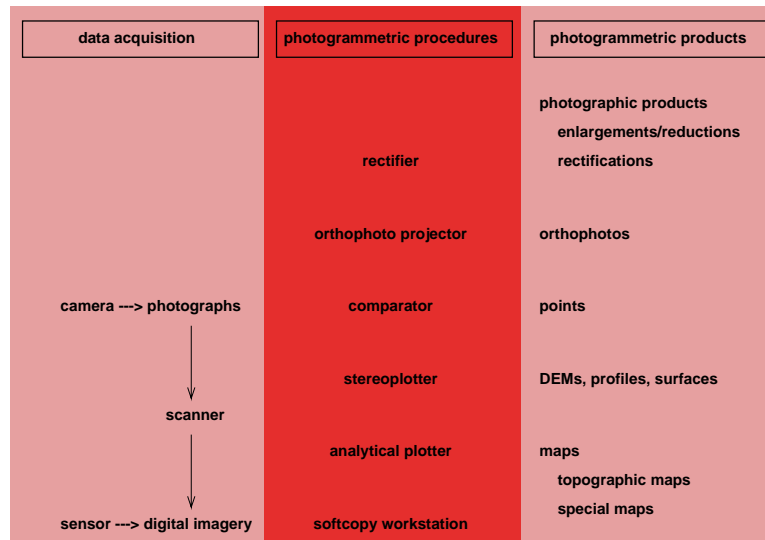 data acquisition
photogrammetric procedures
photogrammetric products
photographic products
enlargements/reductions
rectifier
rectifications
orthophoto projector
orthophotos
camera ---> photographs
comparator
points
stereoplotter
DEMs, profiles, surfaces
scanner
analytical plotter
maps
topographic maps
special maps
sensor ---> digital imagery
softcopy workstation